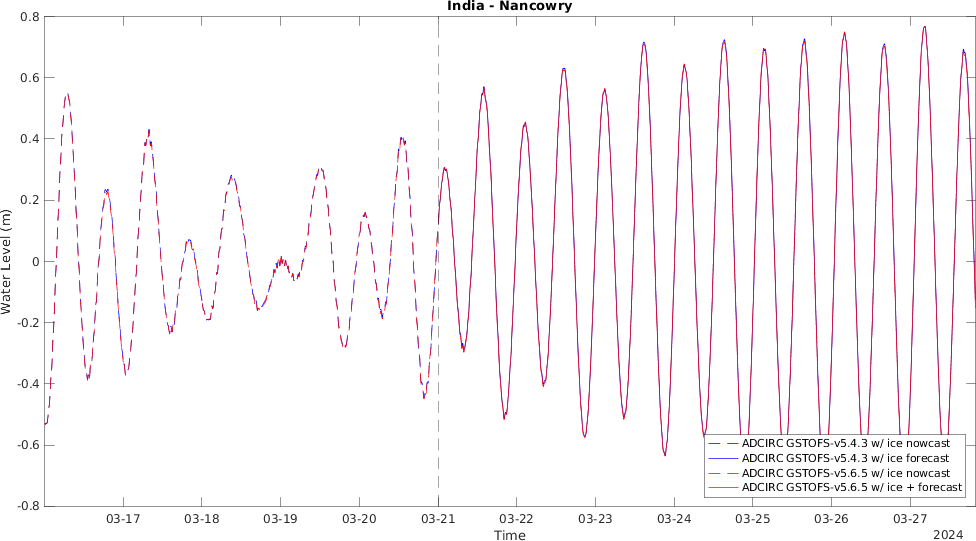 India - Nancowry
0.8
0.6
0.4
0.2
0
-0.2
-0.4
-0.6
-0.8
Water Level (m)
ADCIRC GSTOFS-v5.4.3 w/ ice nowcast
ADCIRC GSTOFS-v5.4.3 w/ ice forecast
ADCIRC GSTOFS-v5.6.5 w/ ice nowcast
ADCIRC GSTOFS-v5.6.5 w/ ice + forecast
03-17 03-18 03-19 03-20 03-21 03-22 03-23 03-24 03-25 03-26 03-27
Time
2024